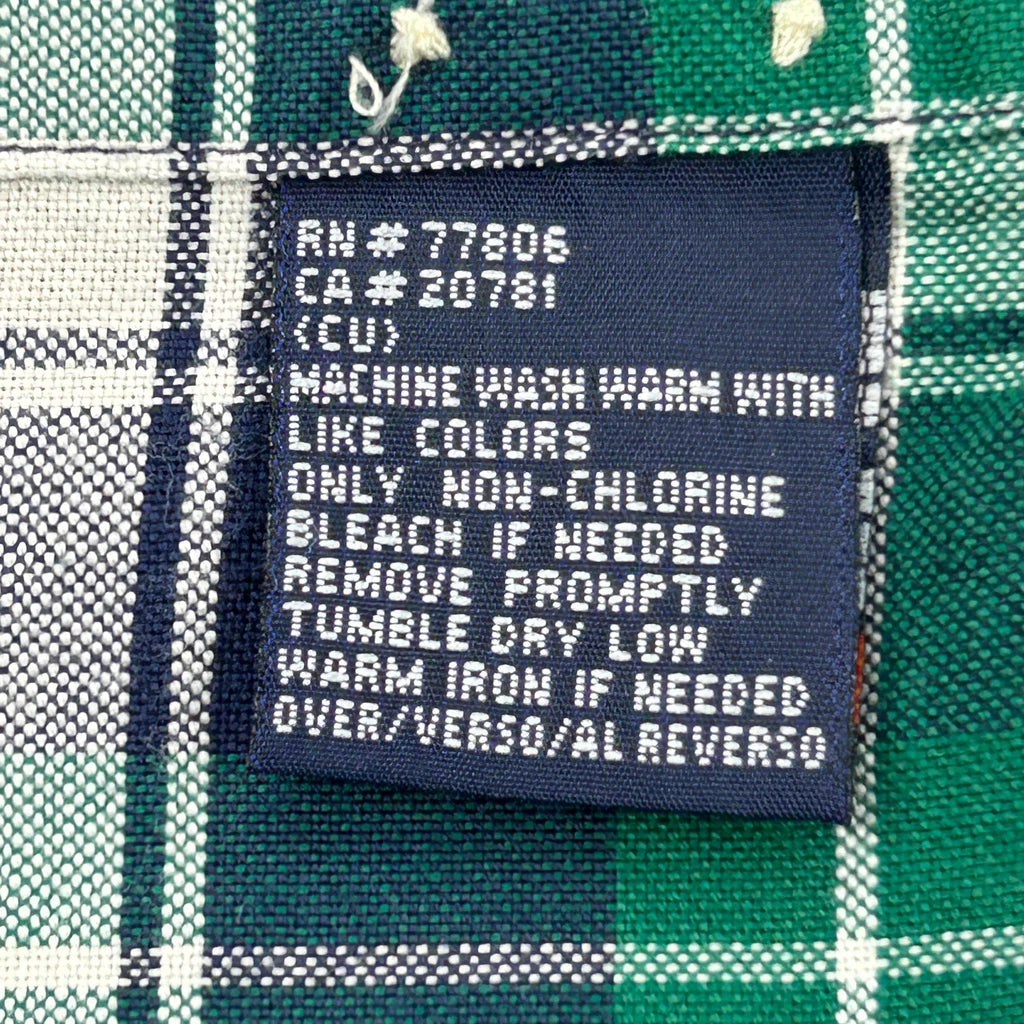 RN # 77806
CA # 20781
(CU)
MACHINE WASH WARM WITH
LIKE COLORS
ONLY NON-CHLORINE
BLEACH IF NEEDED
REMOVE PROMPTLY
TUMBLE DRY LOW
WARM IRON IF NEEDED
OVER/VERSO/AL REVERSO